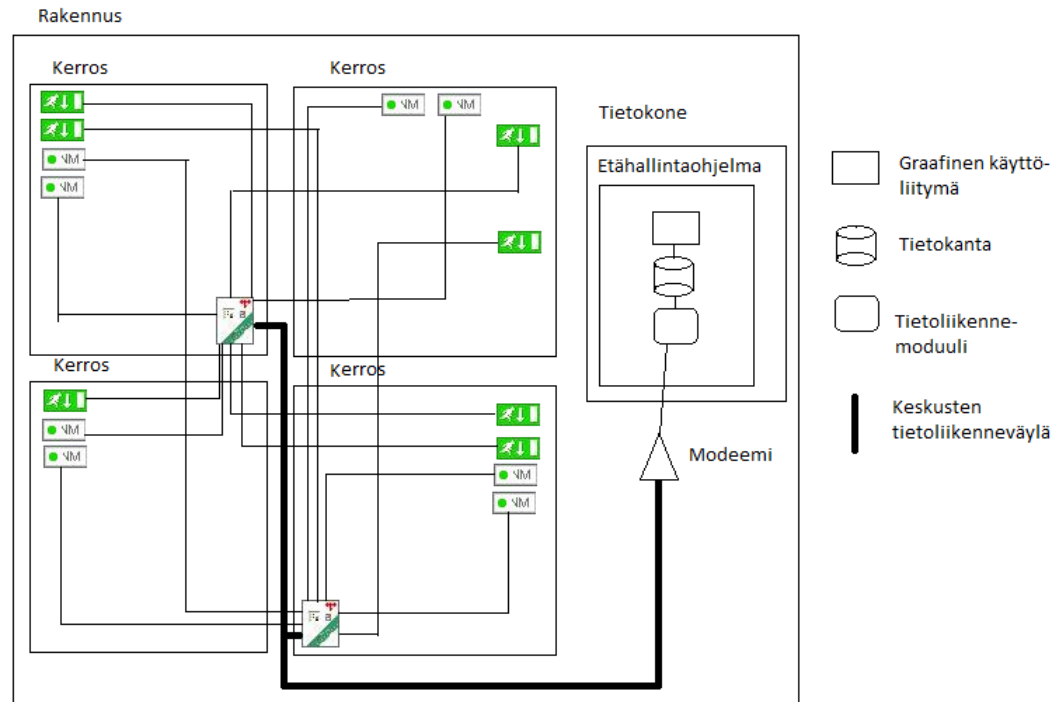 Rakennus
Kerros
Kerros
Tietokone
Etähallintaohjelma
Graafinen käyttö-
liitymä
Tietokanta
Tietoliikenne-
moduuli
Keskusten
tietoliikenneväylä
Modeemi
Kerros
Kerros